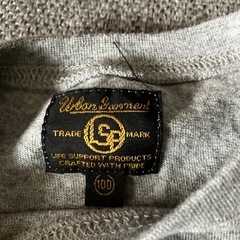 Urban Garment
TRADE LSP MARK
LIFE SUPPORT PRODUCTS
CRAFTED WITH PRIDE
100